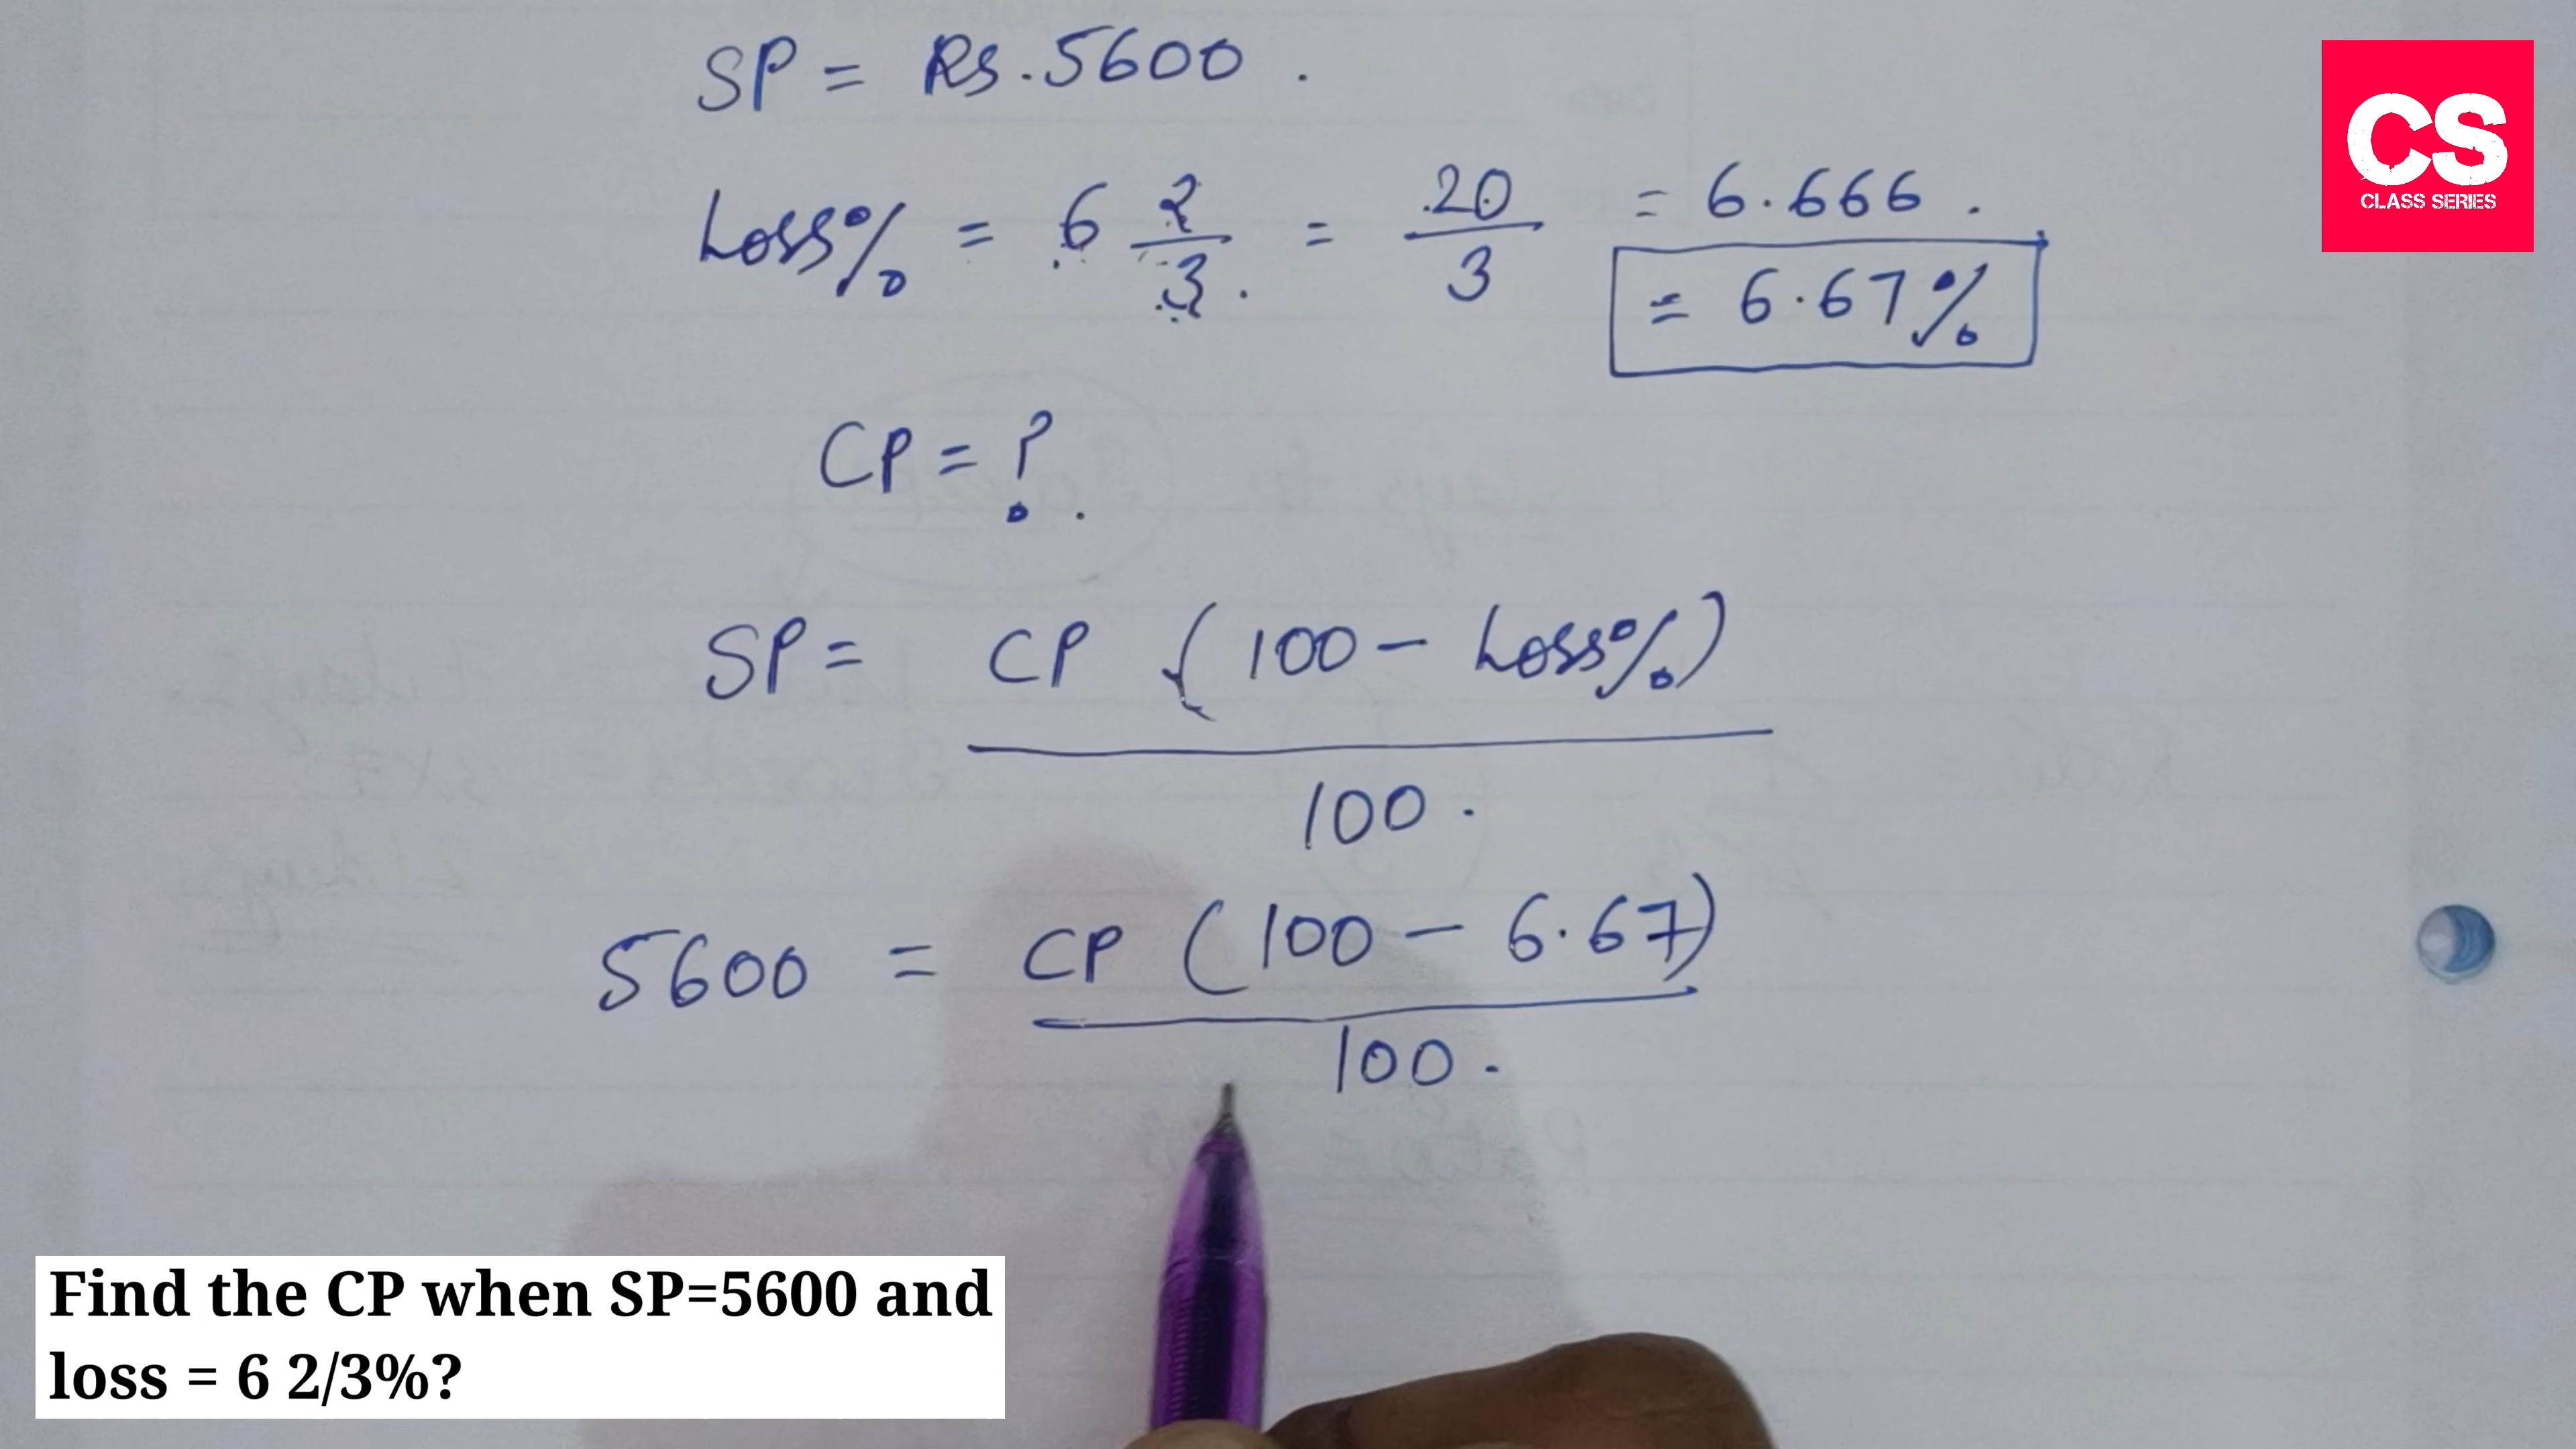 SP = Rs. 5600.
CS
CLASS SERIES
Loss% = 6 2/3. = 20/3 = 6.666.
= 6.67%
CP = ?.
SP = CP (100 - Loss%)
100.
5600 = CP (100 - 6.67)
100.
Find the CP when SP=5600 and
loss = 6 2/3%?